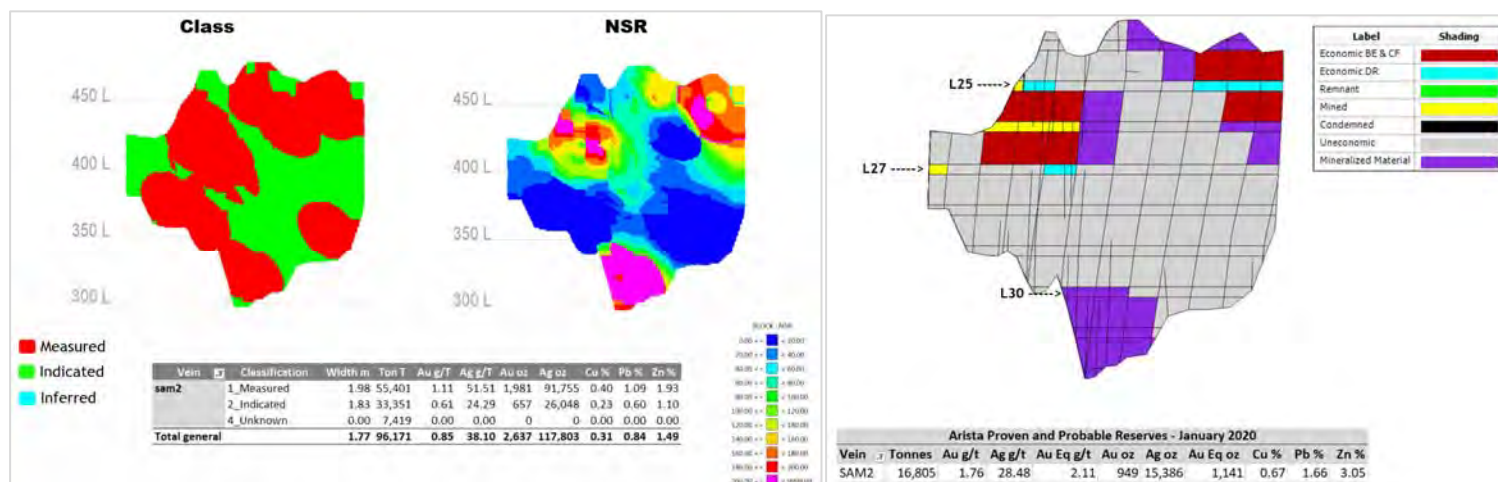 Class
NSR
450 L
400 L
350 L
300 L
450 L
400 L
350 L
300 L
Measured
Indicated
Inferred
Vein Classification Width m Ton T Au g/T Ag g/T Au oz Ag oz Cu % Pb % Zn %
sam2 1_Measured 1.98 55,401 1.11 51.51 1,981 91,755 0.40 1.09 1.93
2_Indicated 1.83 33,351 0.61 24.29 657 26,048 0.23 0.60 1.10
4_Unknown 0.00 7,419 0.00 0.00 0 0 0.00 0.00 0.00
Total general 1.77 96,171 0.85 38.10 2,637 117,803 0.31 0.84 1.49
L25 ---->
L27 ---->
L30 ---->
Label Shading
Economic BE & CF
Economic DR
Remnant
Mined
Condemned
Uneconomic
Mineralized Material
Arista Proven and Probable Reserves - January 2020
Vein Tonnes Au g/t Ag g/t Au Eq g/t Au oz Ag oz Au Eq oz Cu % Pb % Zn %
SAM2 16,805 1.76 28.48 2.11 949 15,386 1,141 0.67 1.66 3.05